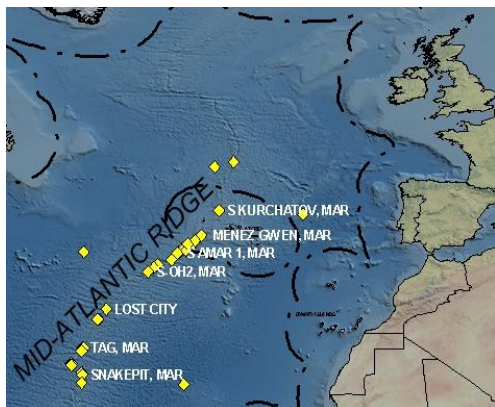 MID-ATLANTIC RIDGE
S KURCHATOV, MAR
MENEZ GWEN, MAR
S AMAR 1, MAR
S OH2, MAR
LOST CITY
TAG, MAR
SNAKEPIT, MAR